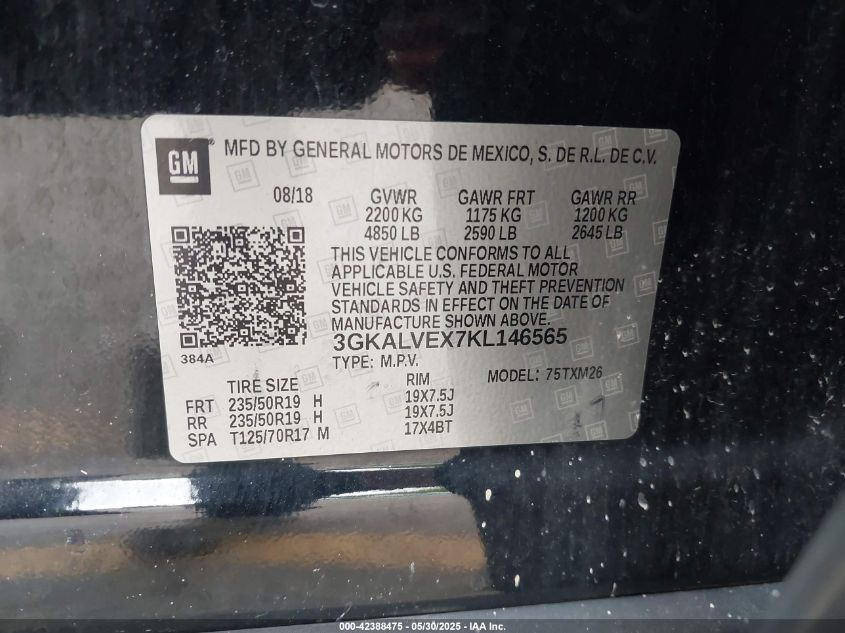 GM ® MFD BY GENERAL MOTORS DE MEXICO, S. DE R.L. DE C.V.
08/18 GVWR GAWR FRT GAWR RR
2200 KG 1175 KG 1200 KG
4850 LB 2590 LB 2645 LB
THIS VEHICLE CONFORMS TO ALL
APPLICABLE U.S. FEDERAL MOTOR
VEHICLE SAFETY AND THEFT PREVENTION
STANDARDS IN EFFECT ON THE DATE OF
MANUFACTURE SHOWN ABOVE.
384A
3GKALVEX7KL146565
TYPE: M.P.V. MODEL: 75TXM26
TIRE SIZE RIM
FRT 235/50R19 H 19X7.5J
RR 235/50R19 H 19X7.5J
SPA T125/70R17 M 17X4BT
000-42388475 — 05/30/2025 — IAA Inc.